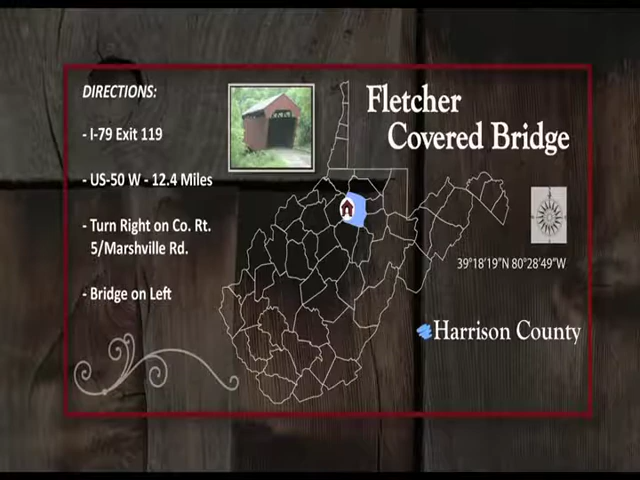 DIRECTIONS:
- I-79 Exit 119
- US-50 W - 12.4 Miles
- Turn Right on Co. Rt.
5/Marshville Rd.
- Bridge on Left
Fletcher
Covered Bridge
39°18'19"N 80°28'49"W
Harrison County